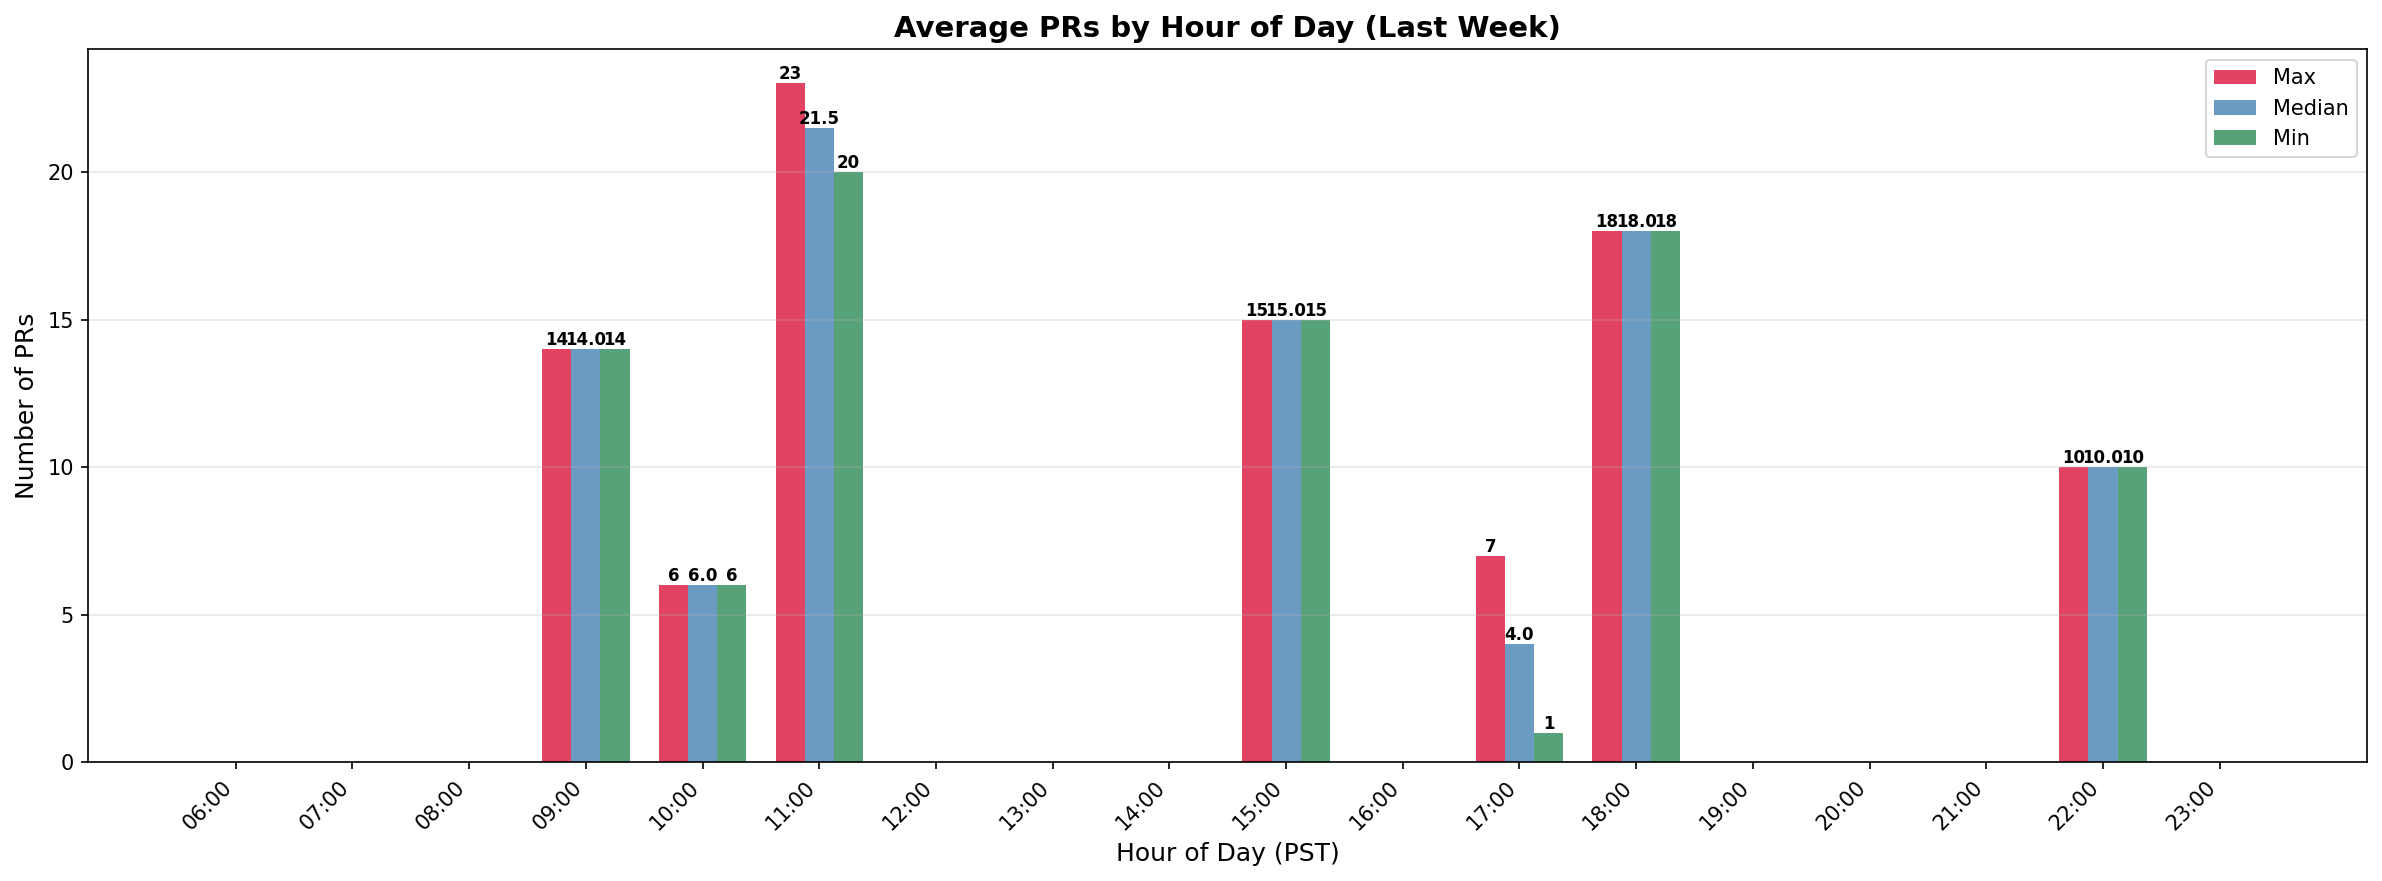 Average PRs by Hour of Day (Last Week)
Max
Median
Min
Number of PRs
20
15
10
5
0
14 14.0 14
6 6.0 6
23
21.5
20
15 15.0 15
7
4.0
1
18 18.0 18
10 10.0 10
06:00 07:00 08:00 09:00 10:00 11:00 12:00 13:00 14:00 15:00 16:00 17:00 18:00 19:00 20:00 21:00 22:00 23:00
Hour of Day (PST)